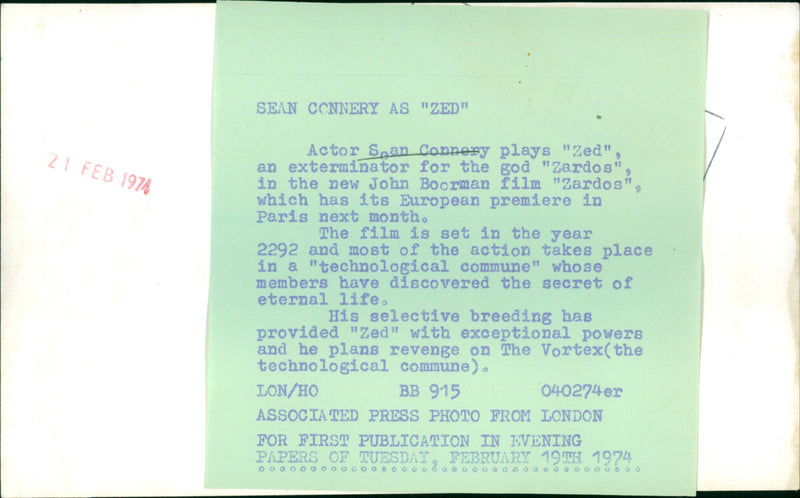 SEAN CONNERY AS "ZED"
21 FEB 1974
Actor Sean Connery plays "Zed",
an exterminator for the god "Zardos",
in the new John Boorman film "Zardos",
which has its European premiere in
Paris next month.
The film is set in the year
2292 and most of the action takes place
in a "technological commune" whose
members have discovered the secret of
eternal life.
His selective breeding has
provided "Zed" with exceptional powers
and he plans revenge on The Vortex(the
technological commune).
LON/HO BB 915 040274er
ASSOCIATED PRESS PHOTO FROM LONDON
FOR FIRST PUBLICATION IN EVENING
PAPERS OF TUESDAY, FEBRUARY 19TH 1974